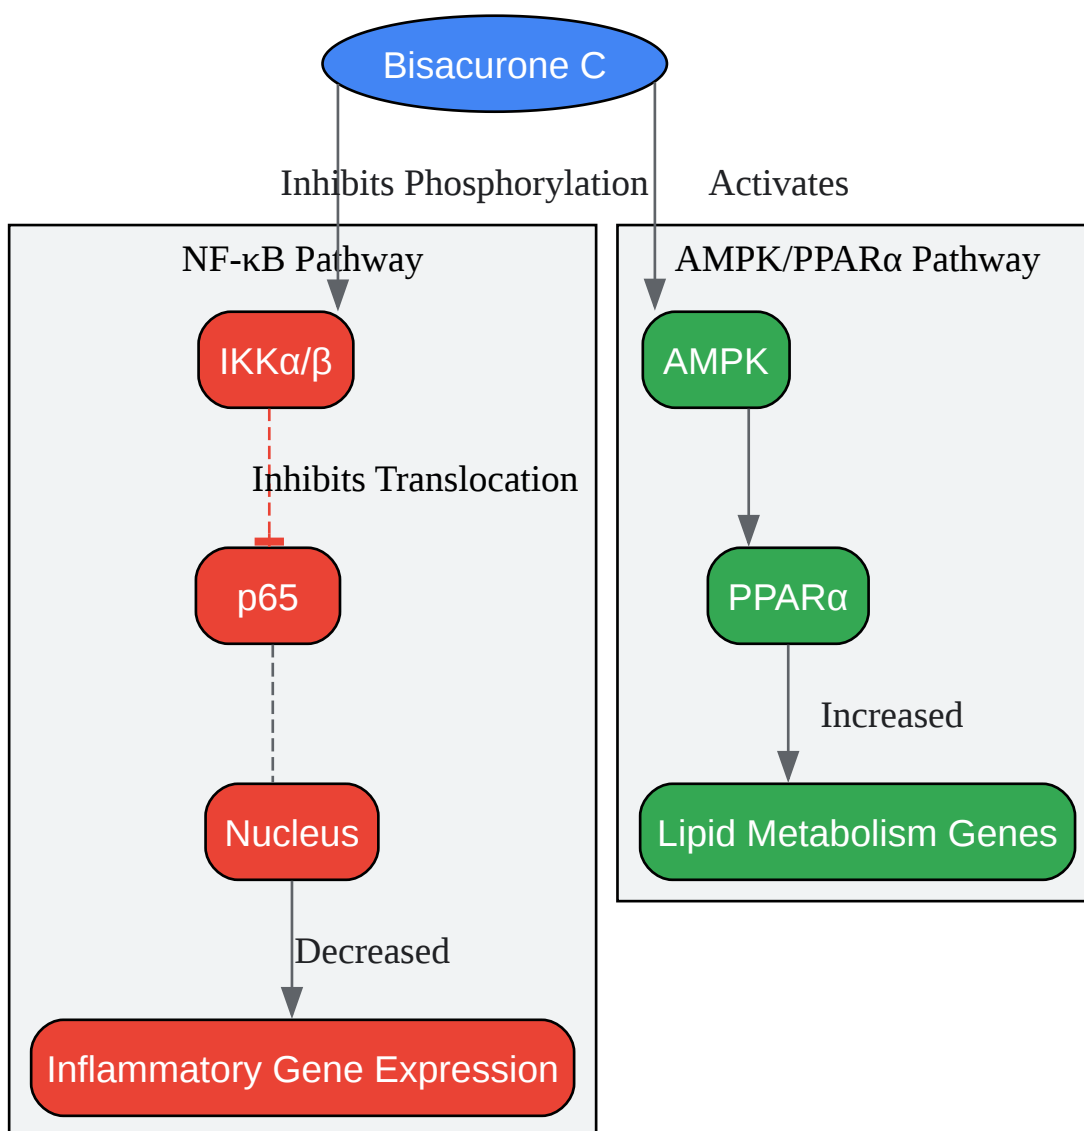 Bisacurone C
Inhibits Phosphorylation
Activates
NF-κB Pathway
AMPK/PPARα Pathway
IKKα/β
AMPK
Inhibits Translocation
p65
PPARα
Increased
Nucleus
Lipid Metabolism Genes
Decreased
Inflammatory Gene Expression